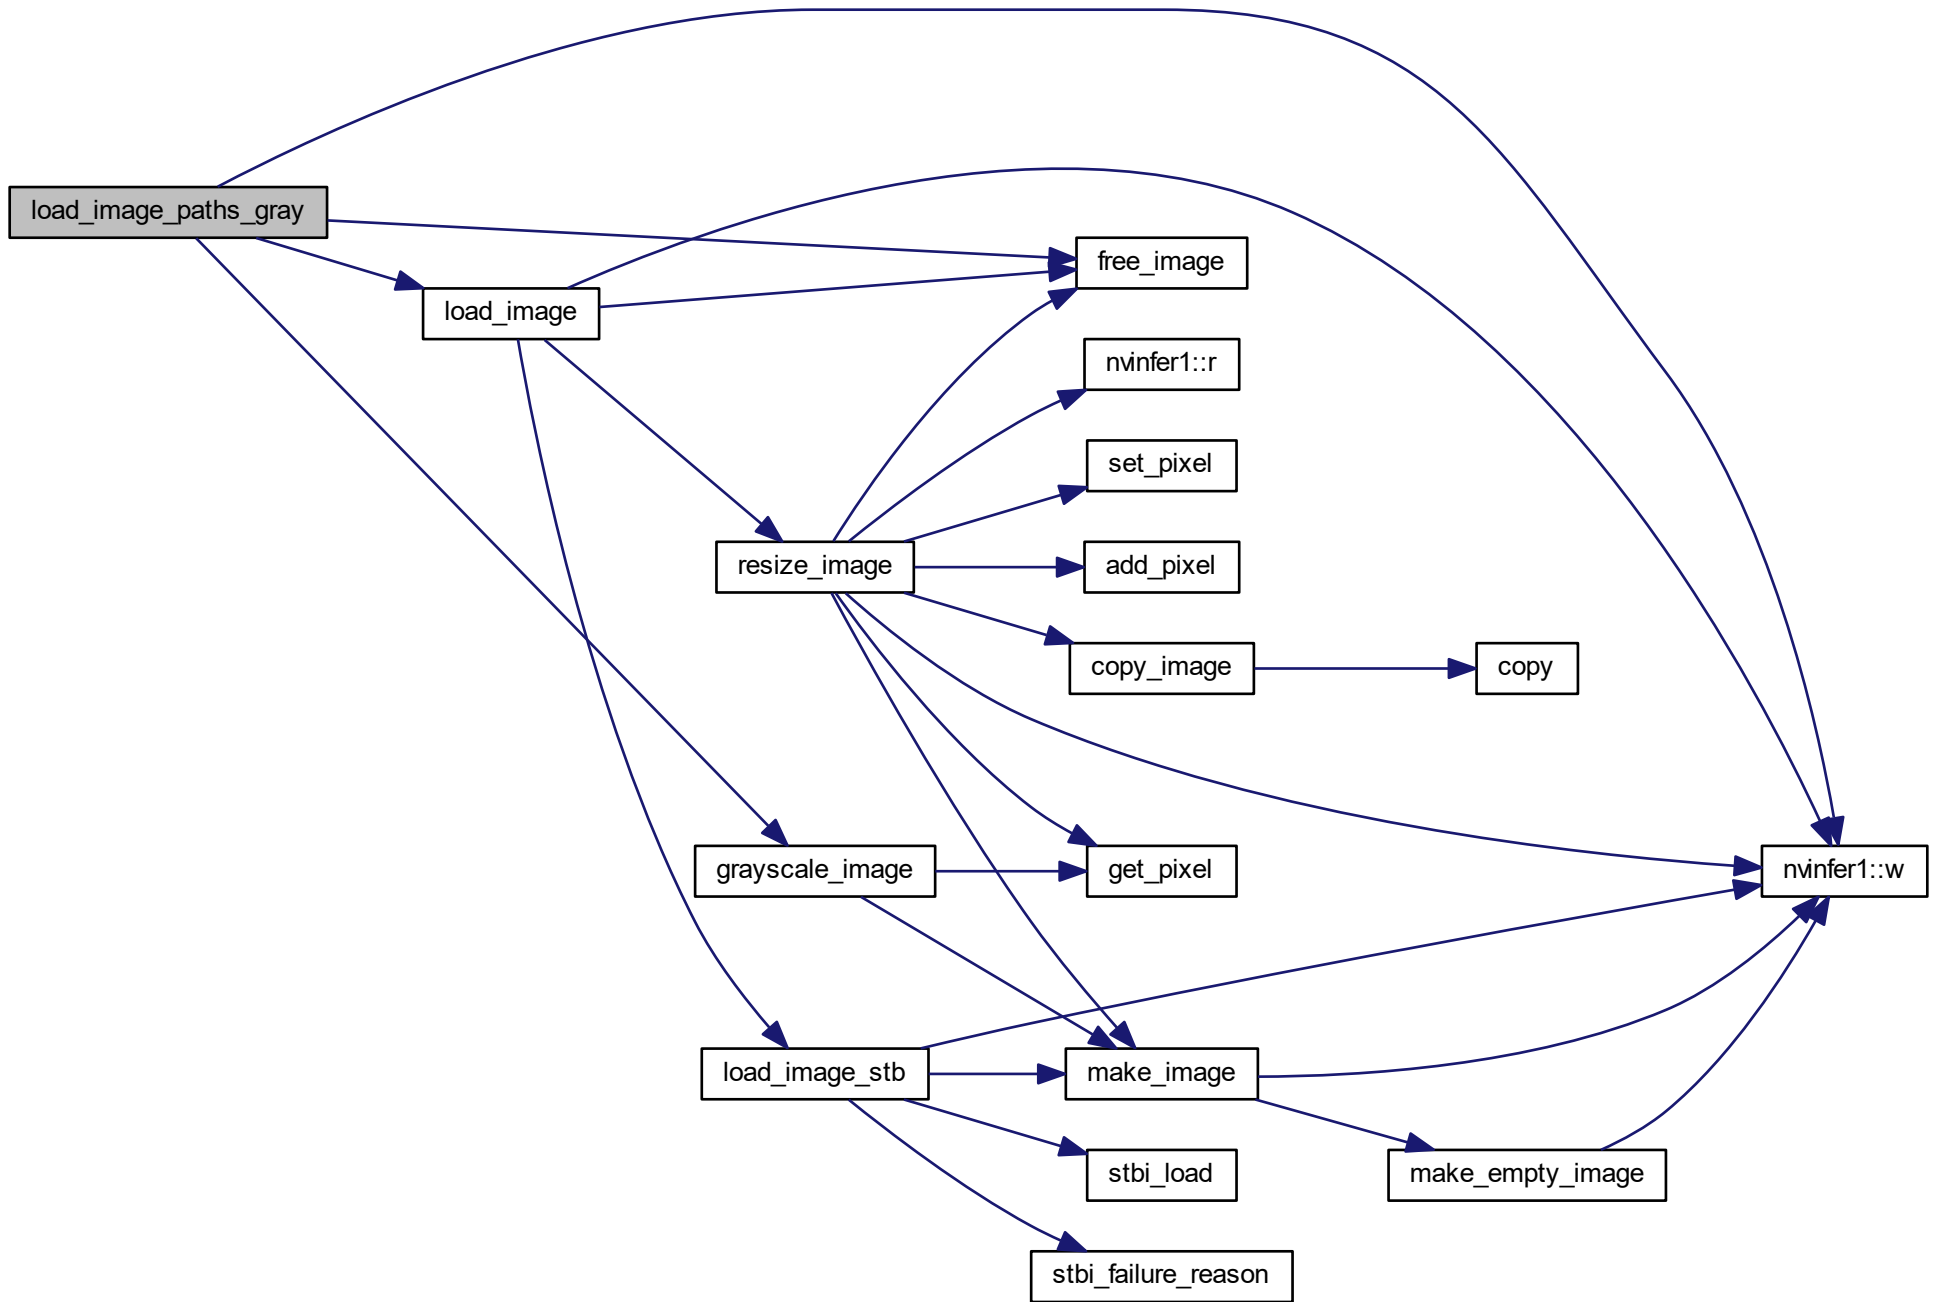 load_image_paths_gray
free_image
load_image
nvinfer1::r
set_pixel
resize_image
add_pixel
copy_image
copy
grayscale_image
get_pixel
nvinfer1::w
load_image_stb
make_image
stbi_load
make_empty_image
stbi_failure_reason